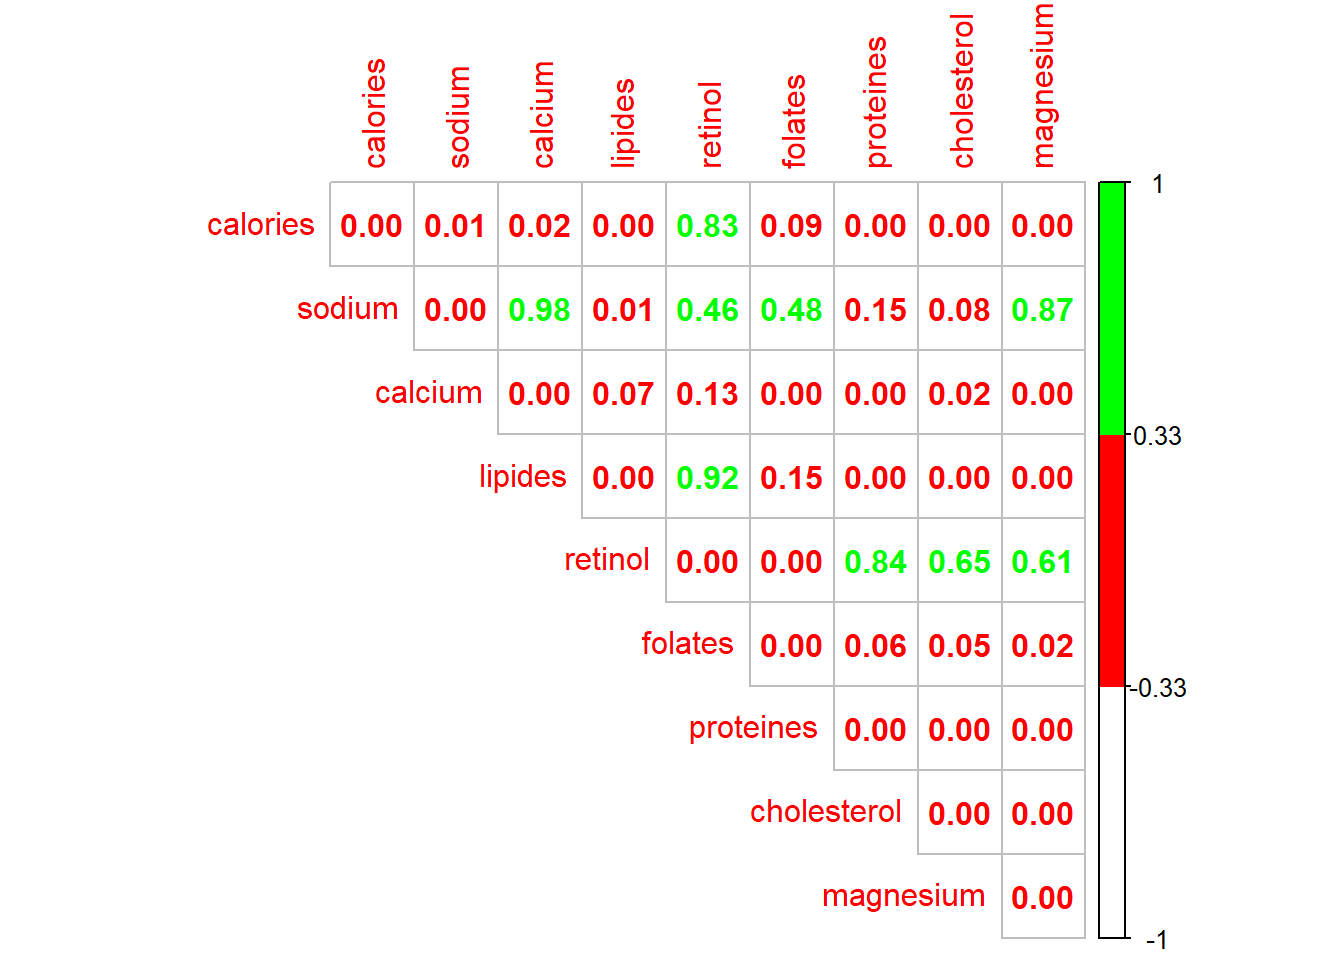 calories sodium calcium lipides retinol folates proteines cholesterol magnesium
calories 0.00 0.01 0.02 0.00 0.83 0.09 0.00 0.00 0.00
sodium 0.00 0.98 0.01 0.46 0.48 0.15 0.08 0.87
calcium 0.00 0.07 0.13 0.00 0.00 0.02 0.00
lipides 0.00 0.92 0.15 0.00 0.00 0.00
retinol 0.00 0.00 0.84 0.65 0.61
folates 0.00 0.06 0.05 0.02
proteines 0.00 0.00 0.00
cholesterol 0.00 0.00
magnesium 0.00
1
0.33
-0.33
-1